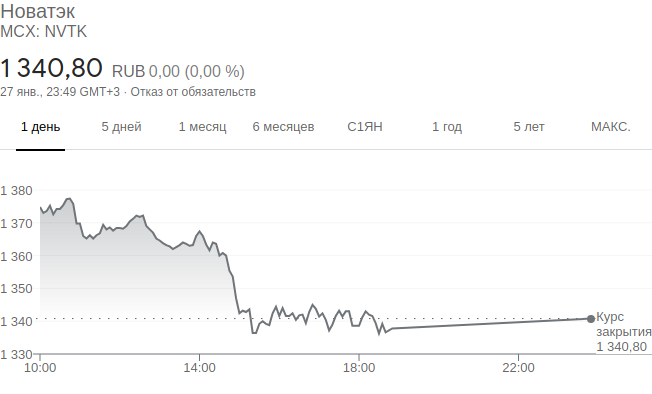 Новатэк
MCX: NVTK
1 340,80 RUB 0,00 (0,00 %)
27 янв., 23:49 GMT+3 · Отказ от обязательств
1 день 5 дней 1 месяц 6 месяцев С1ЯН 1 год 5 лет МАКС.
1 380
1 370
1 360
1 350
1 340
1 330
Курс
закрытия
1 340,80
10:00 14:00 18:00 22:00